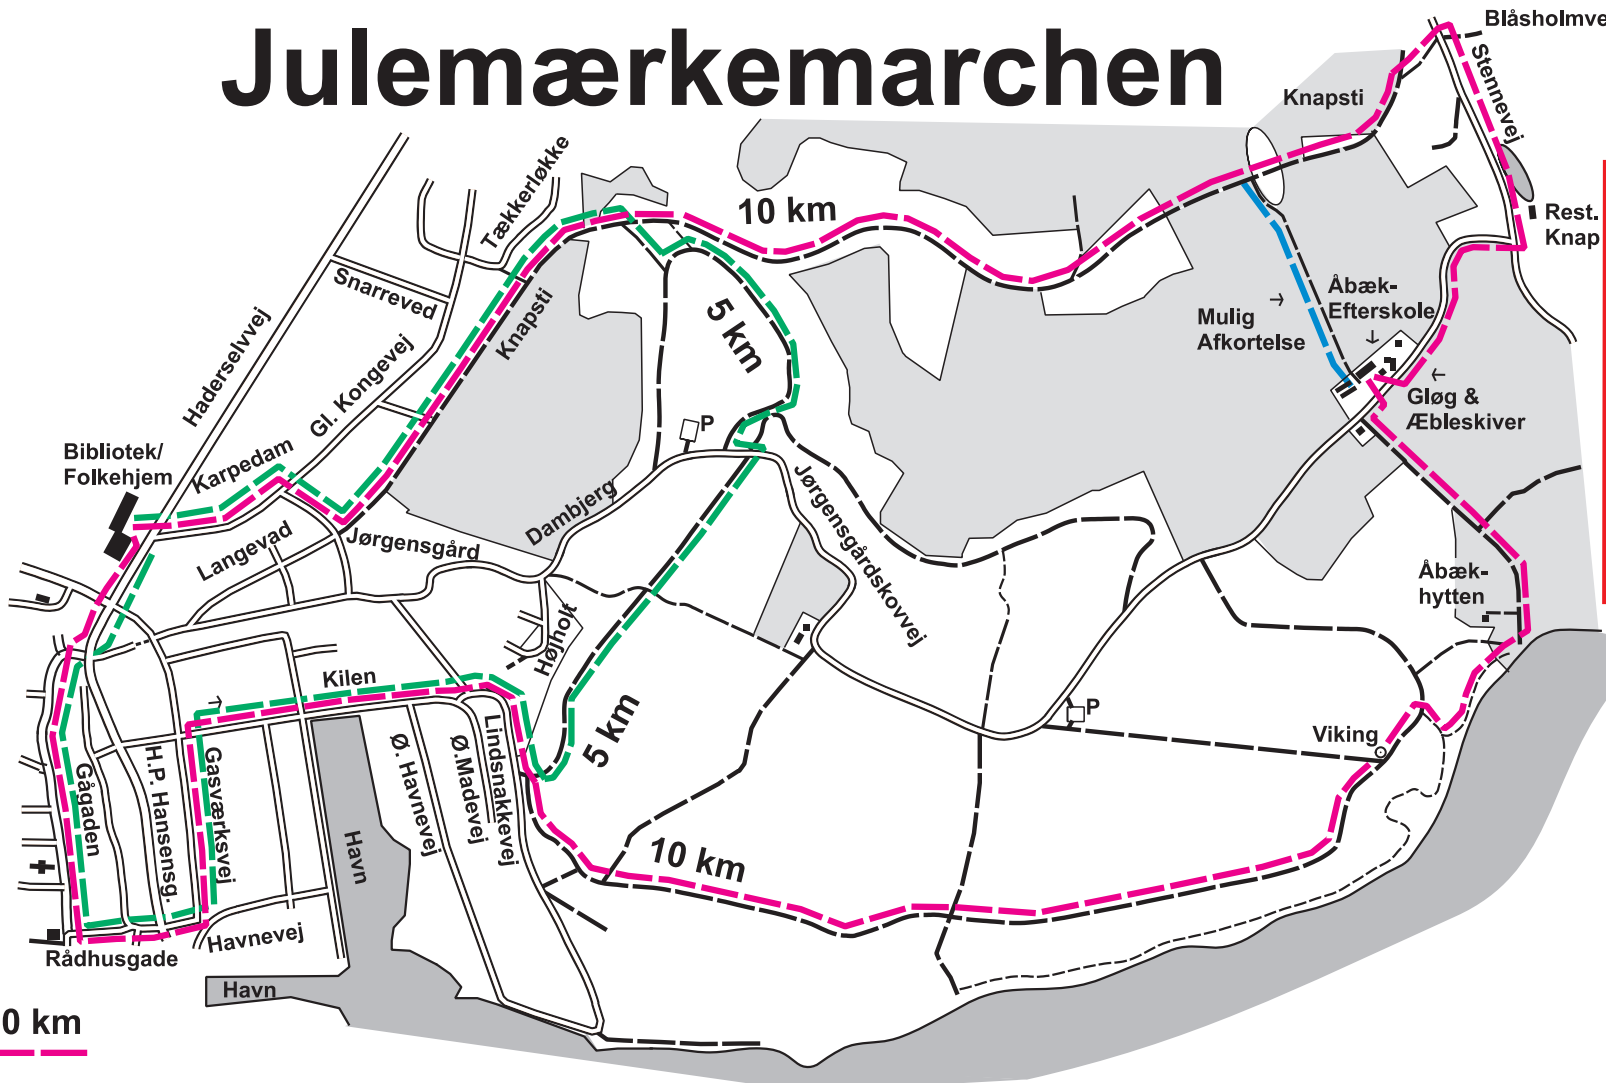 Julemærkemarchen
Blåsholmve
Stennevej
Knapsti
Tækkerløkke
10 km
Rest.
Knap
Snarreved
Haderselvvej
Knapsti
5 km
Mulig
Afkortelse
Åbæk-
Efterskole
Gl. Kongevej
Gløg &
Æbleskiver
P
Bibliotek/
Folkehjem
Karpedam
Langevad
Jørgensgård
Dambjerg
Jørgensgårdskovvej
Åbæk-
hytten
Højholt
Kilen
5 km
P
Viking
Lindsnakkevej
Ø.Madevej
Ø. Havnevej
Gågaden
H.P. Hansensg.
Gasværksvej
Havn
10 km
Havnevej
Rådhusgade
Havn
0 km